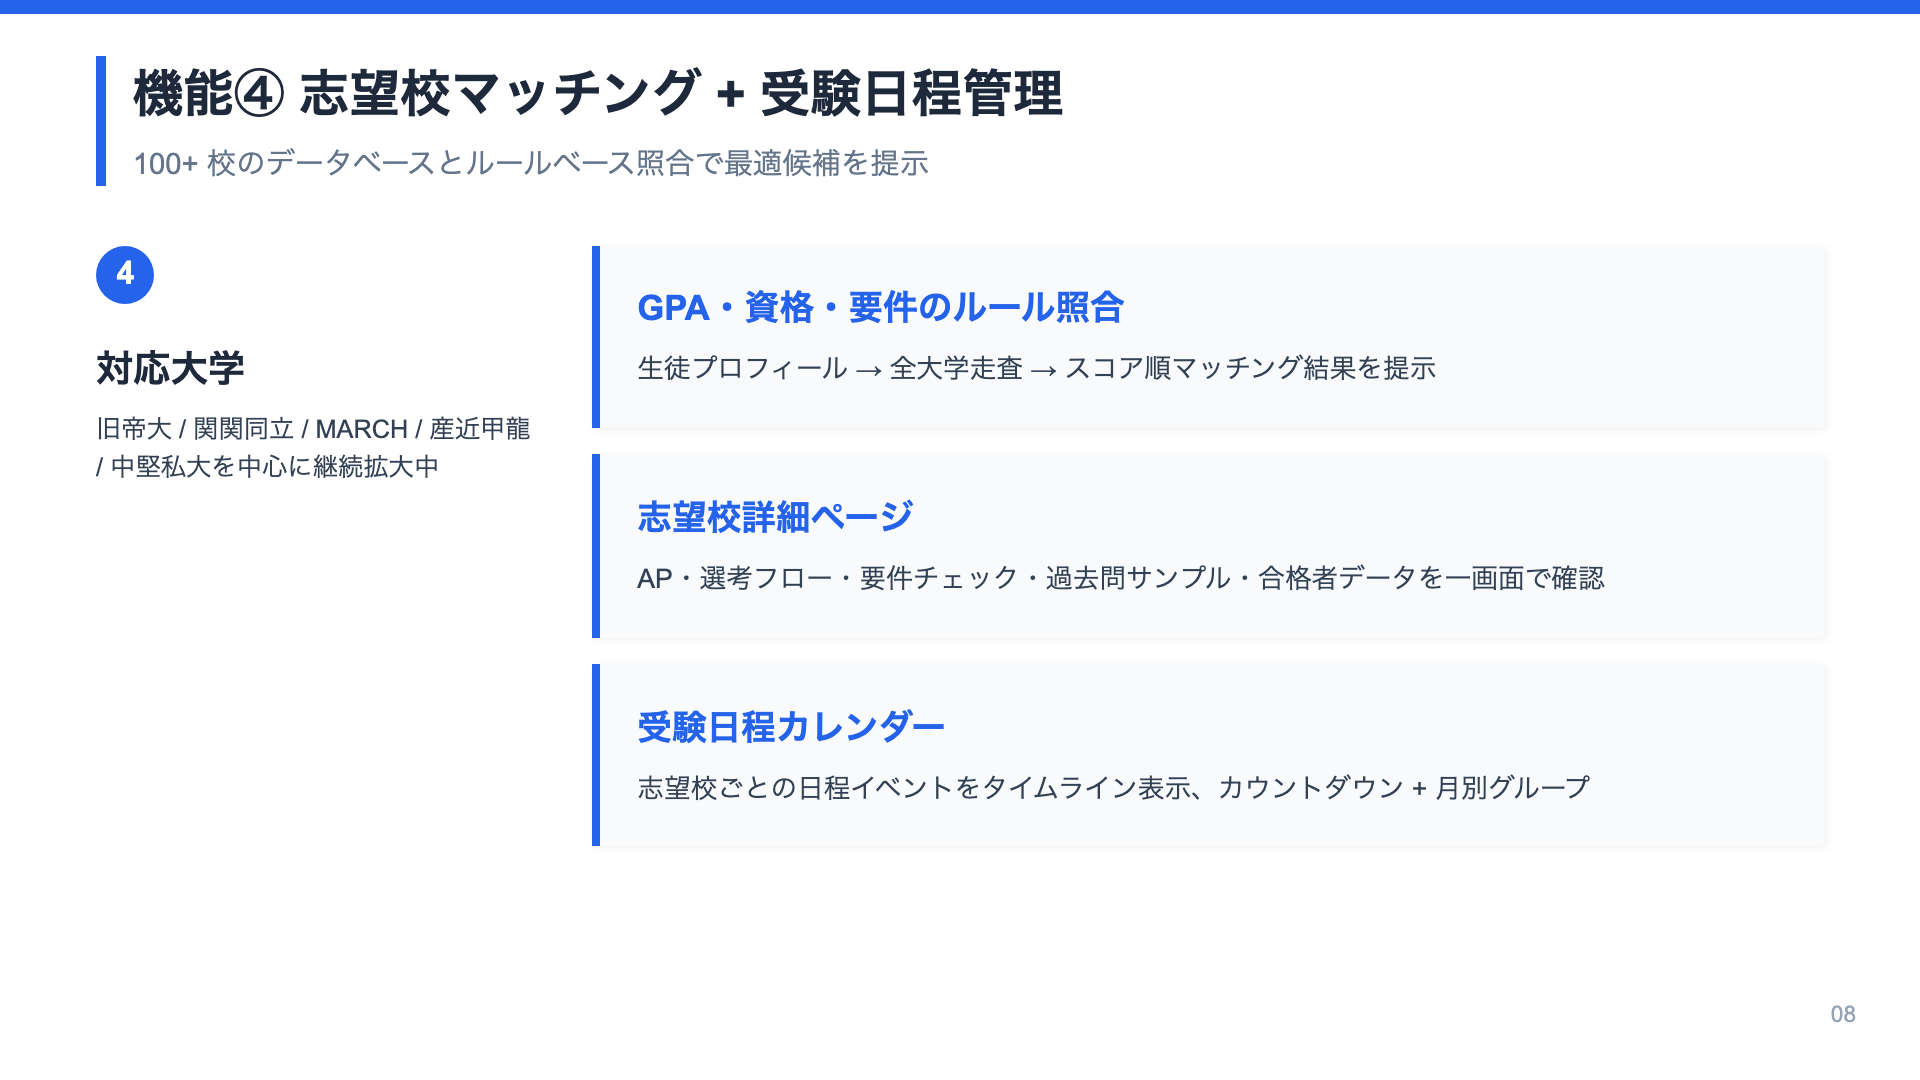 機能④ 志望校マッチング + 受験日程管理
100+ 校のデータベースとルールベース照合で最適候補を提示
4
対応大学
旧帝大 / 関関同立 / MARCH / 産近甲龍
/ 中堅私大を中心に継続拡大中
GPA・資格・要件のルール照合
生徒プロフィール → 全大学走査 → スコア順マッチング結果を提示
志望校詳細ページ
AP・選考フロー・要件チェック・過去問サンプル・合格者データを一画面で確認
受験日程カレンダー
志望校ごとの日程イベントをタイムライン表示、カウントダウン + 月別グループ
08